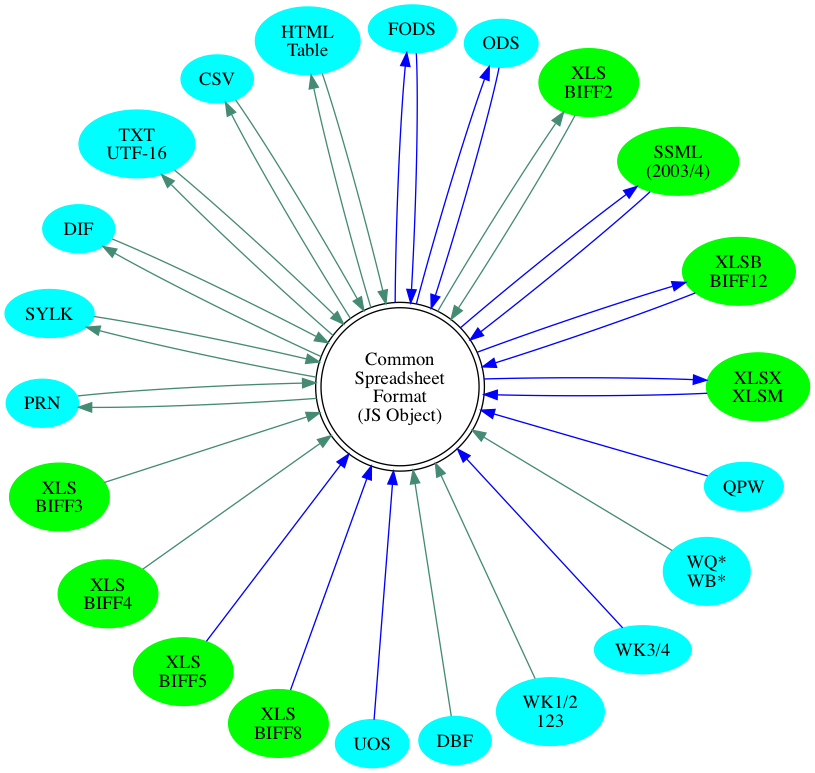 HTML
Table
FODS
ODS
CSV
XLS
BIFF2
TXT
UTF-16
SSML
(2003/4)
DIF
XLSB
BIFF12
SYLK
Common
Spreadsheet
Format
(JS Object)
XLSX
XLSM
PRN
XLS
BIFF3
QPW
WQ*
WB*
XLS
BIFF4
WK3/4
XLS
BIFF5
WK1/2
123
XLS
BIFF8
UOS
DBF